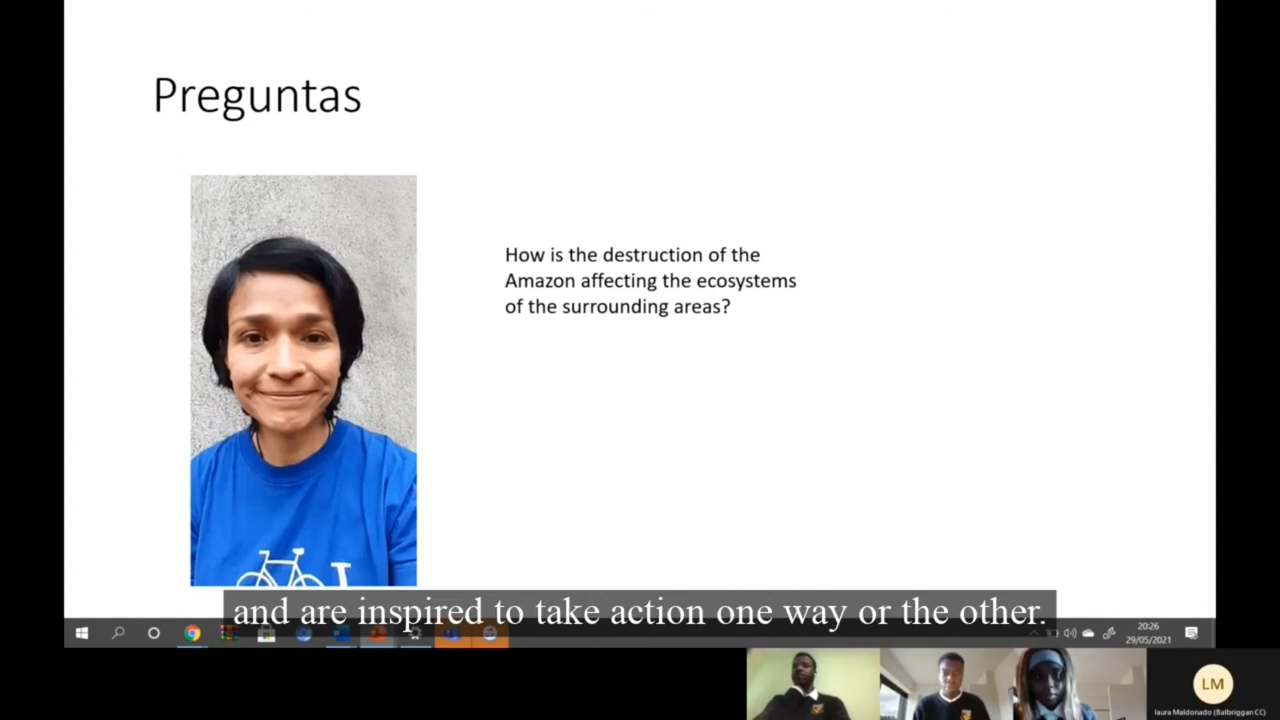 Preguntas
How is the destruction of the
Amazon affecting the ecosystems
of the surrounding areas?
and are inspired to take action one way or the other.
20:26
29/05/2021
LM
laura Maldonado (Balbriggan CC)